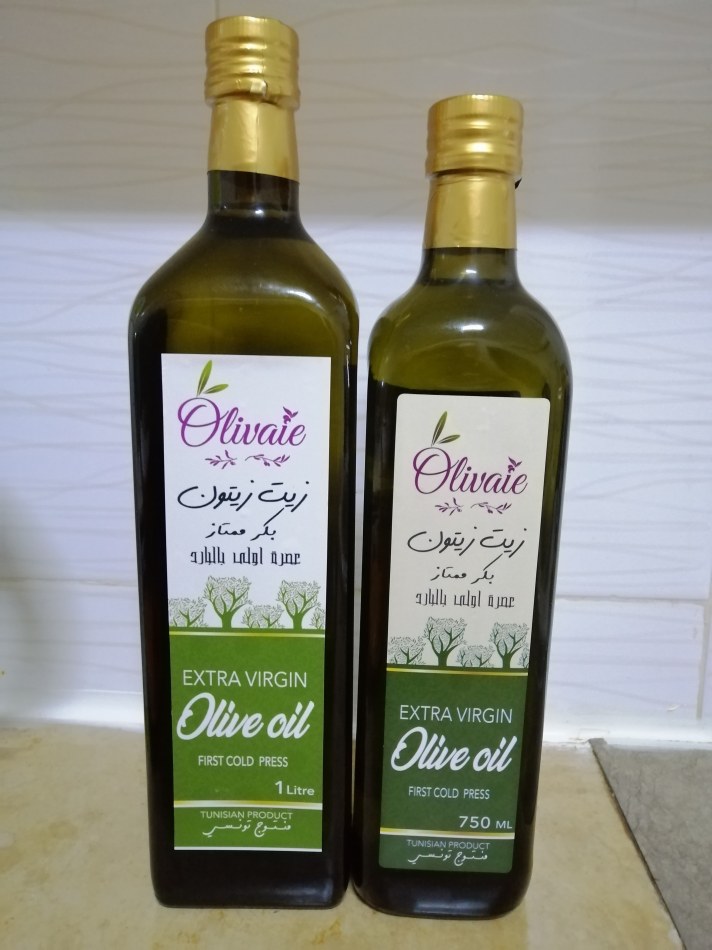 Olivaie
زيت زيتون
بكر ممتاز
عصرة اولى بالبارد
EXTRA VIRGIN
Olive oil
FIRST COLD PRESS
1 Litre
TUNISIAN PRODUCT
منتوج تونسي
Olivaie
زيت زيتون
بكر ممتاز
عصرة اولى بالبارد
EXTRA VIRGIN
Olive oil
FIRST COLD PRESS
750 ML
TUNISIAN PRODUCT
منتوج تونسي